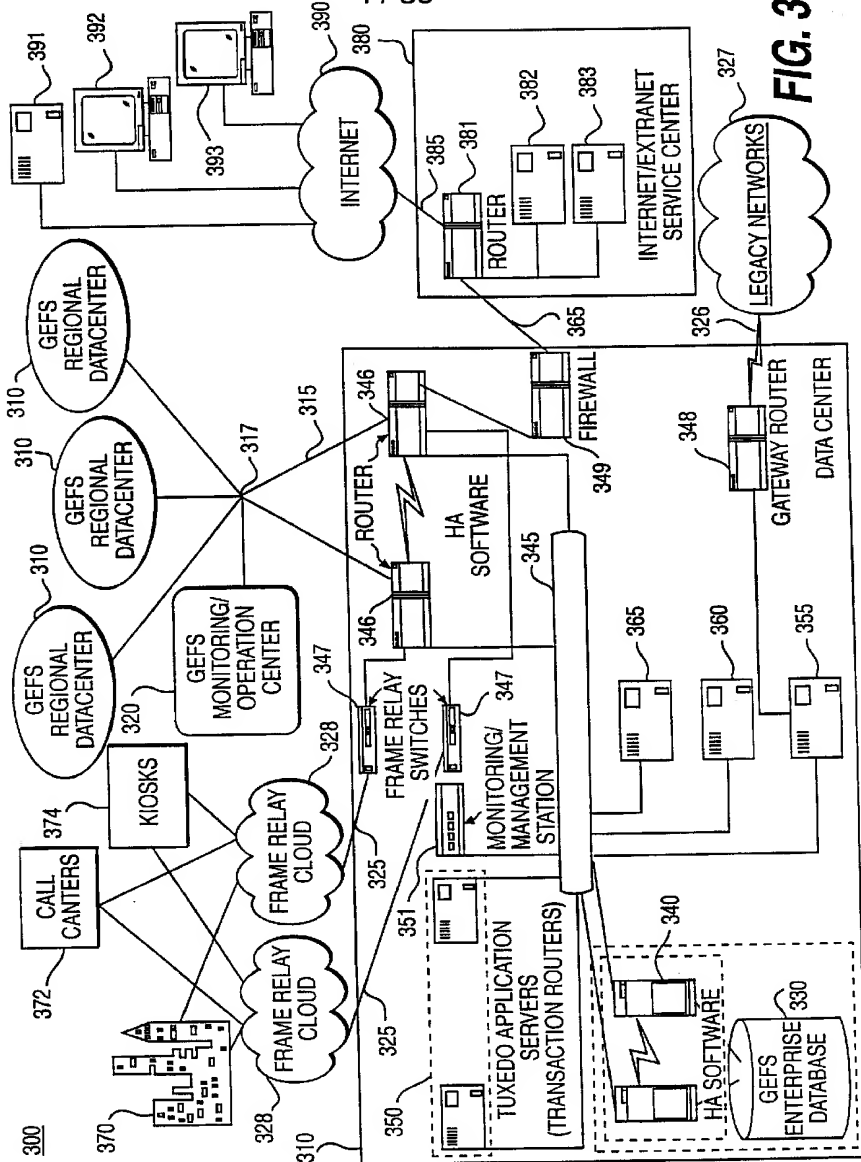 300
372
CALL
CANTERS
374
KIOSKS
370
328
FRAME RELAY
CLOUD
328
FRAME RELAY
CLOUD
325
325
310
GEFS
REGIONAL
DATACENTER
310
GEFS
REGIONAL
DATACENTER
310
GEFS
REGIONAL
DATACENTER
320
GEFS
MONITORING/
OPERATION
CENTER
317
315
391
392
393
390
INTERNET
380
385
381
ROUTER
382
383
INTERNET/EXTRANET
SERVICE CENTER
365
310
347
FRAME RELAY
SWITCHES
347
346
ROUTER
346
HA
SOFTWARE
349
FIREWALL
351
MONITORING/
MANAGEMENT
STATION
350
TUXEDO APPLICATION
SERVERS
(TRANSACTION ROUTERS)
345
340
HA SOFTWARE
330
GEFS
ENTERPRISE
DATABASE
365
360
355
348
GATEWAY ROUTER
DATA CENTER
326
327
LEGACY NETWORKS
FIG. 3